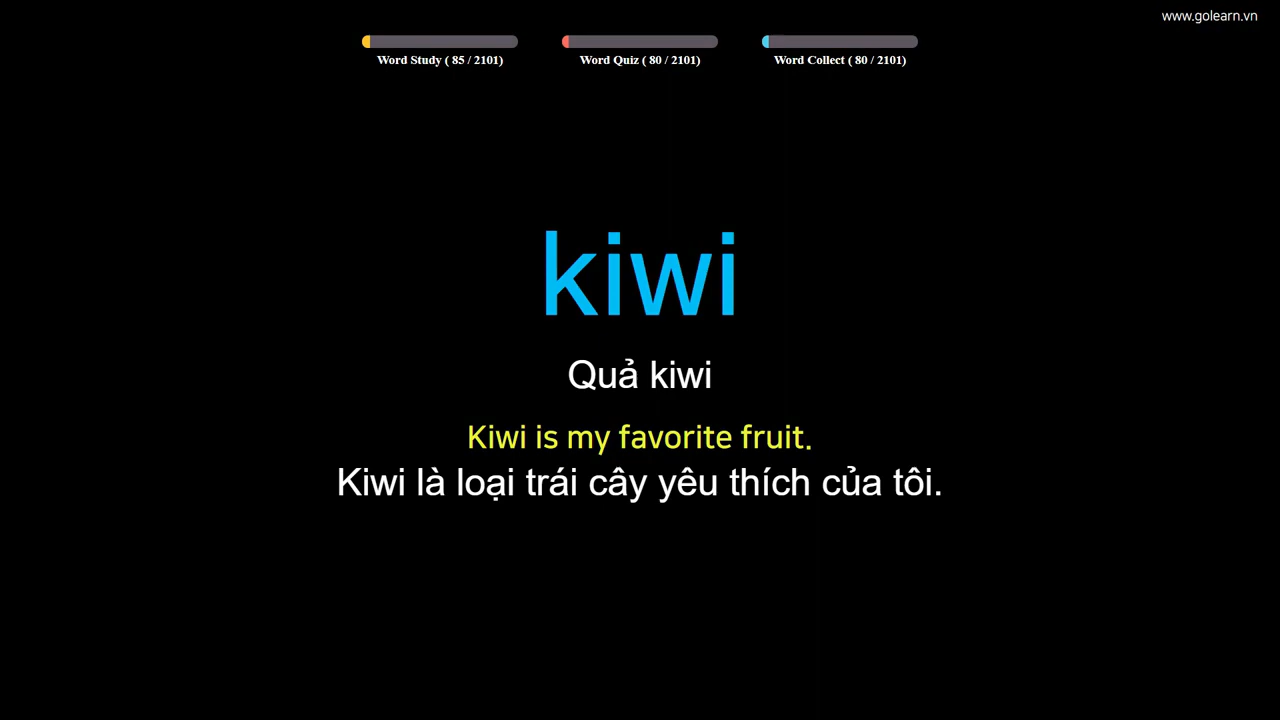 www.golearn.vn
Word Study ( 85 / 2101) Word Quiz ( 80 / 2101) Word Collect ( 80 / 2101)
kiwi
Quả kiwi
Kiwi is my favorite fruit.
Kiwi là loại trái cây yêu thích của tôi.